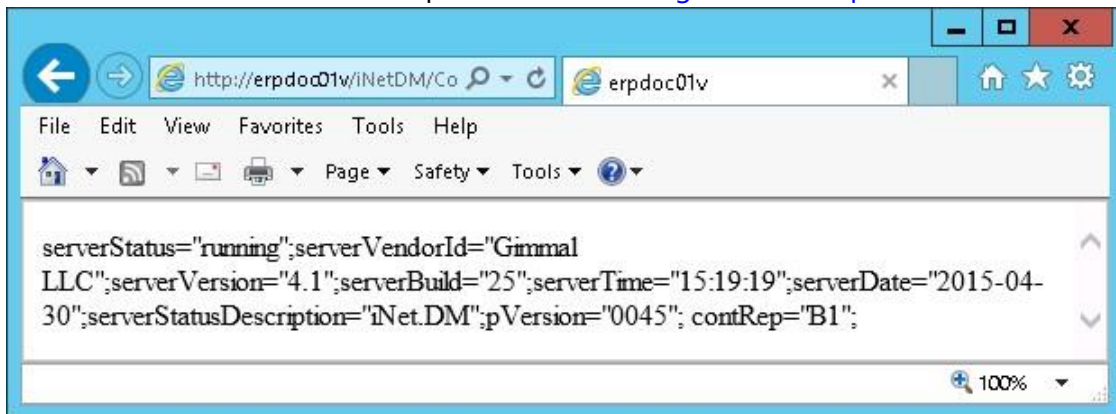 http://erpdoc01v/iNetDM/Co
erpdoc01v
File Edit View Favorites Tools Help
Page Safety Tools
serverStatus="running";serverVendorId="Gimmal
LLC";serverVersion="4.1";serverBuild="25";serverTime="15:19:19";serverDate="2015-04-
30";serverStatusDescription="iNet.DM";pVersion="0045"; contRep="B1";
100%